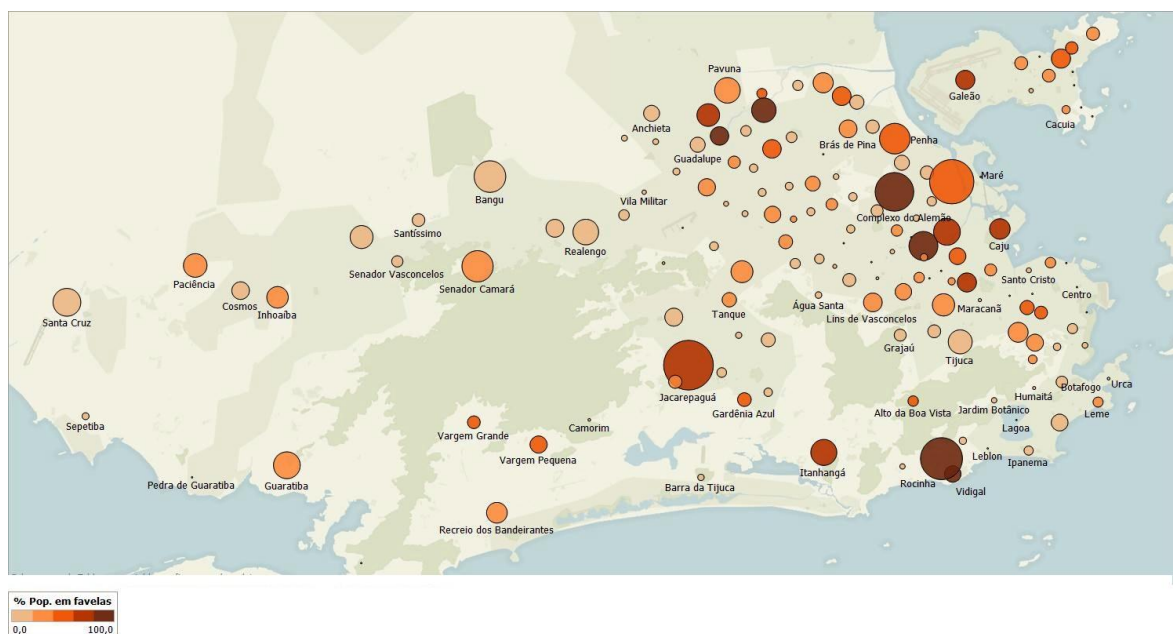 Pavuna
Galeão
Anchieta
Cacuia
Guadalupe
Brás de Pina
Penha
Bangu
Vila Militar
Maré
Complexo do Alemão
Santíssimo
Realengo
Caju
Senador Vasconcelos
Senador Camará
Paciência
Cosmos
Inhoaíba
Santa Cruz
Santo Cristo
Centro
Tanque
Água Santa
Lins de Vasconcelos
Maracanã
Grajaú
Tijuca
Jacarepaguá
Gardênia Azul
Alto da Boa Vista
Jardim Botânico
Humaitá
Botafogo
Urca
Leme
Lagoa
Sepetiba
Vargem Grande
Camorim
Vargem Pequena
Itanhangá
Leblon
Ipanema
Rocinha
Vidigal
Pedra de Guaratiba
Guaratiba
Barra da Tijuca
Recreio dos Bandeirantes
% Pop. em favelas
0,0 100,0